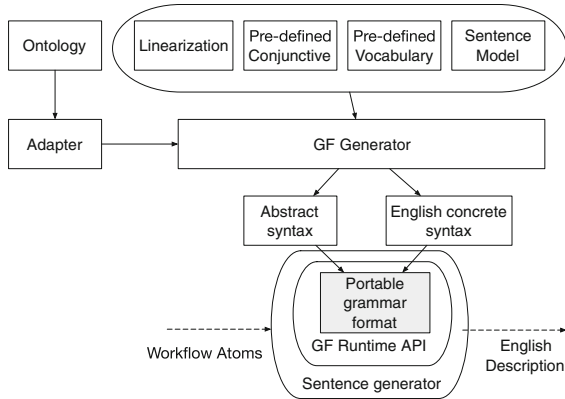 Ontology
Linearization
Pre-defined
Conjunctive
Pre-defined
Vocabulary
Sentence
Model
Adapter
GF Generator
Abstract
syntax
English concrete
syntax
Portable
grammar
format
GF Runtime API
Sentence generator
Workflow Atoms
English
Description